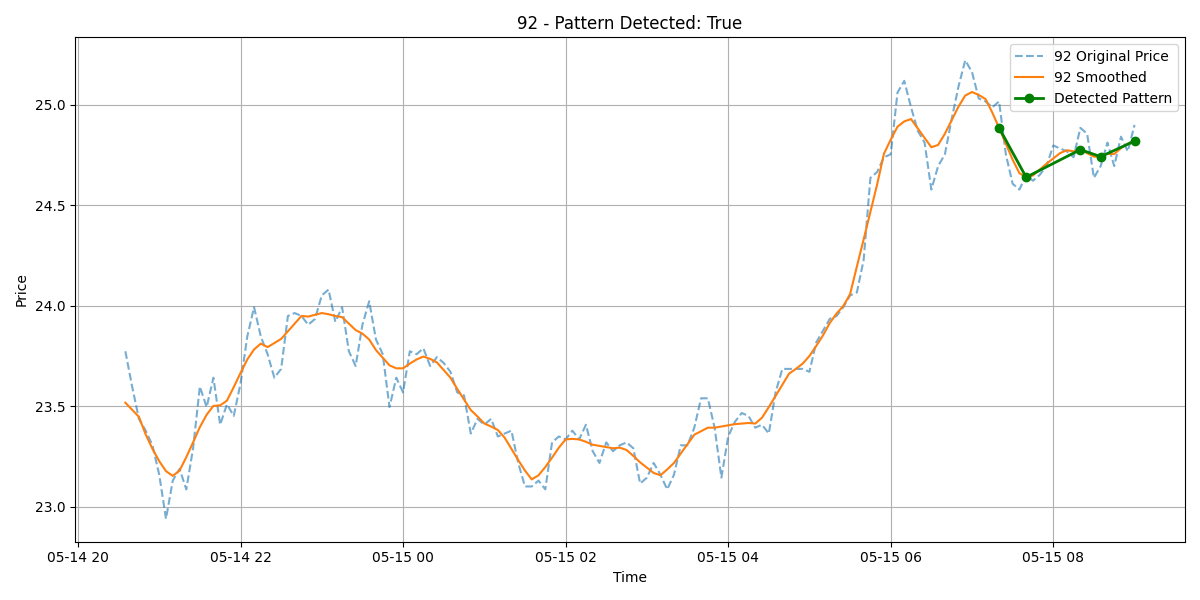 92 - Pattern Detected: True
92 Original Price
92 Smoothed
Detected Pattern
Price
25.0
24.5
24.0
23.5
23.0
05-14 20
05-14 22
05-15 00
05-15 02
05-15 04
05-15 06
05-15 08
Time